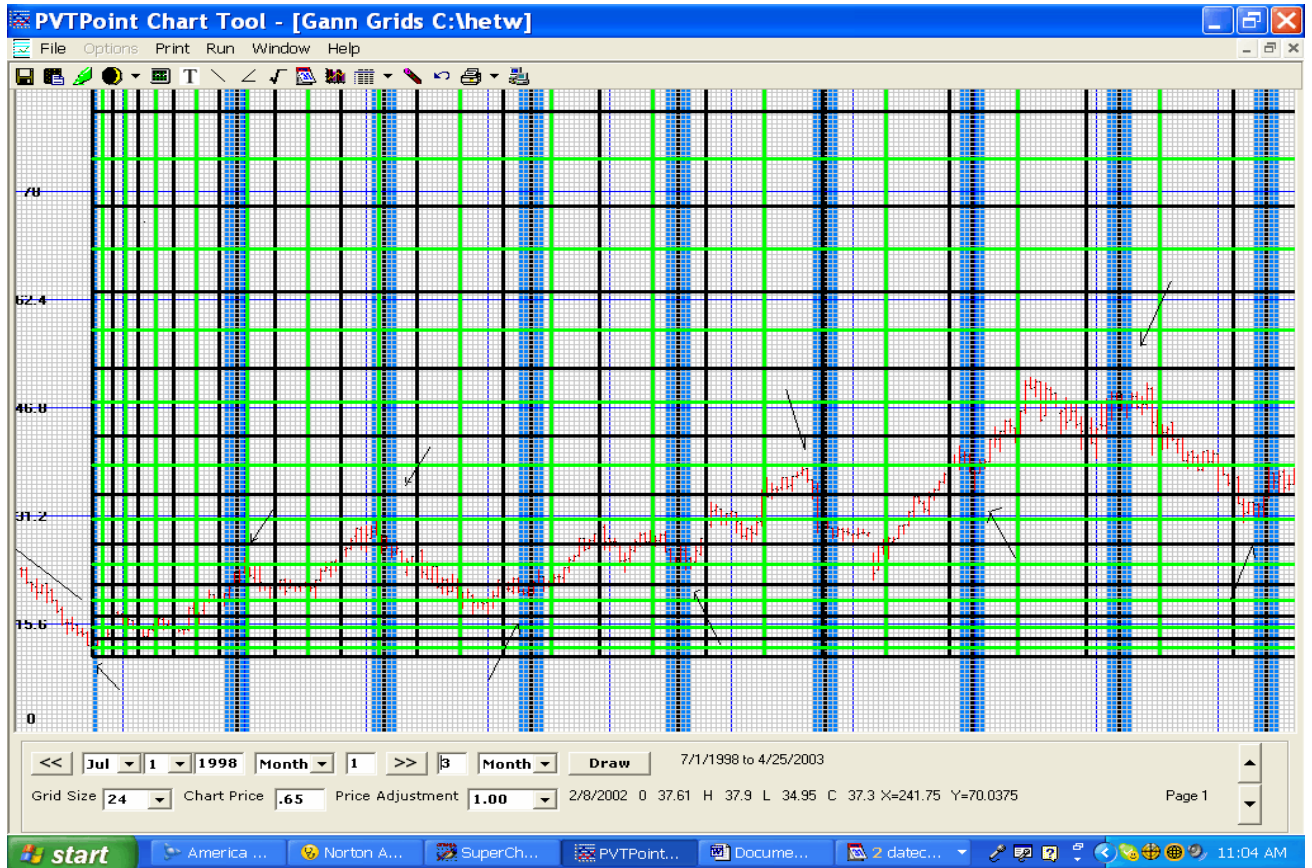 PVTPoint Chart Tool - [Gann Grids C:\hetw]
File Options Print Run Window Help
T
78
62.4
46.8
31.2
15.6
0
<< Jul 1 1998 Month 1 >> 3 Month Draw 7/1/1998 to 4/25/2003
Grid Size 24 Chart Price .65 Price Adjustment 1.00 2/8/2002 0 37.61 H 37.9 L 34.95 C 37.3 X=241.75 Y=70.0375 Page 1
start America ... Norton A... SuperCh... PVTPoint... Docume... 2 datec... 11:04 AM